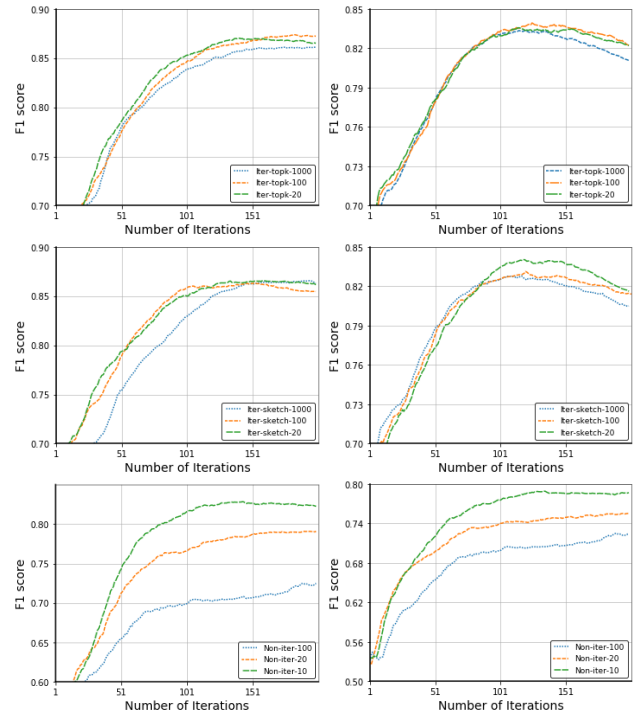 0.90
0.85
0.80
0.75
0.70
F1 score
1
51
101
151
Number of Iterations
Iter-topk-1000
Iter-topk-100
Iter-topk-20
0.85
0.82
0.79
0.76
0.73
0.70
F1 score
1
51
101
151
Number of Iterations
Iter-topk-1000
Iter-topk-100
Iter-topk-20
0.90
0.85
0.80
0.75
0.70
F1 score
1
51
101
151
Number of Iterations
Iter-sketch-1000
Iter-sketch-100
Iter-sketch-20
0.85
0.82
0.79
0.76
0.73
0.70
F1 score
1
51
101
151
Number of Iterations
Iter-sketch-1000
Iter-sketch-100
Iter-sketch-20
0.80
0.75
0.70
0.65
0.60
F1 score
1
51
101
151
Number of Iterations
Non-iter-100
Non-iter-20
Non-iter-10
0.80
0.74
0.68
0.62
0.56
0.50
F1 score
1
51
101
151
Number of Iterations
Non-iter-100
Non-iter-20
Non-iter-10